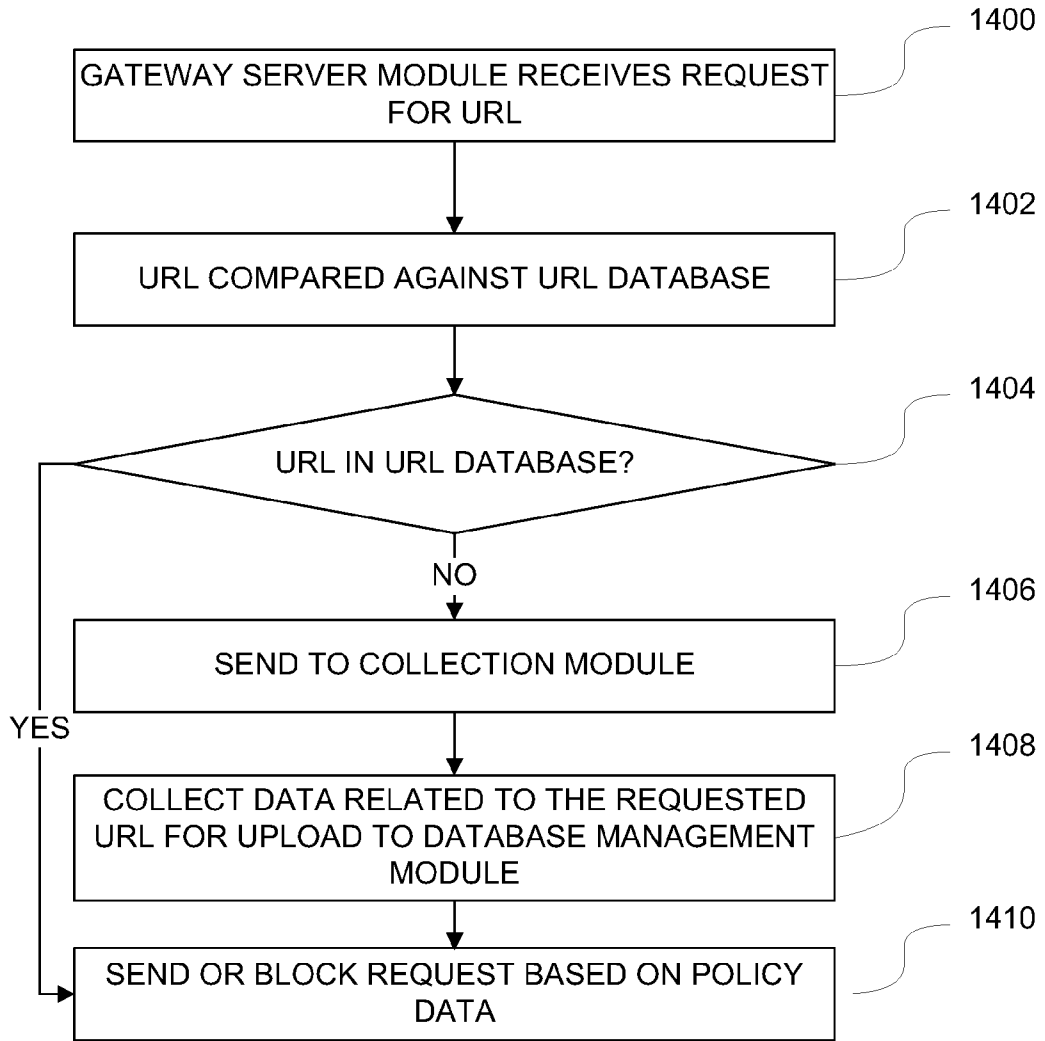 1400
GATEWAY SERVER MODULE RECEIVES REQUEST
FOR URL
1402
URL COMPARED AGAINST URL DATABASE
1404
URL IN URL DATABASE?
NO
1406
SEND TO COLLECTION MODULE
YES
1408
COLLECT DATA RELATED TO THE REQUESTED
URL FOR UPLOAD TO DATABASE MANAGEMENT
MODULE
1410
SEND OR BLOCK REQUEST BASED ON POLICY
DATA